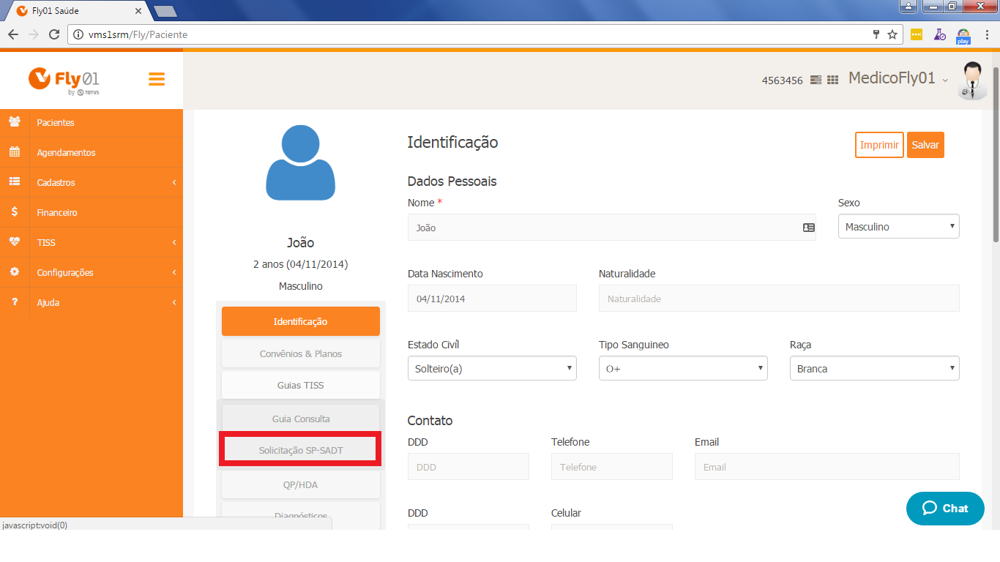 Fly01 Saúde
vms1srm/Fly/Paciente
play
Fly01
by TOTVS
4563456
MedicoFly01
Pacientes
Agendamentos
Cadastros
Financeiro
TISS
Configurações
Ajuda
João
2 anos (04/11/2014)
Masculino
Identificação
Convênios & Planos
Guias TISS
Guia Consulta
Solicitação SP-SADT
QP/HDA
Diagnósticos
Identificação
Imprimir
Salvar
Dados Pessoais
Nome *
Sexo
João
Masculino
Data Nascimento
Naturalidade
04/11/2014
Naturalidade
Estado Civíl
Tipo Sanguineo
Raça
Solteiro(a)
O+
Branca
Contato
DDD
Telefone
Email
DDD
Telefone
Email
DDD
Celular
Chat
javascript:void(0)